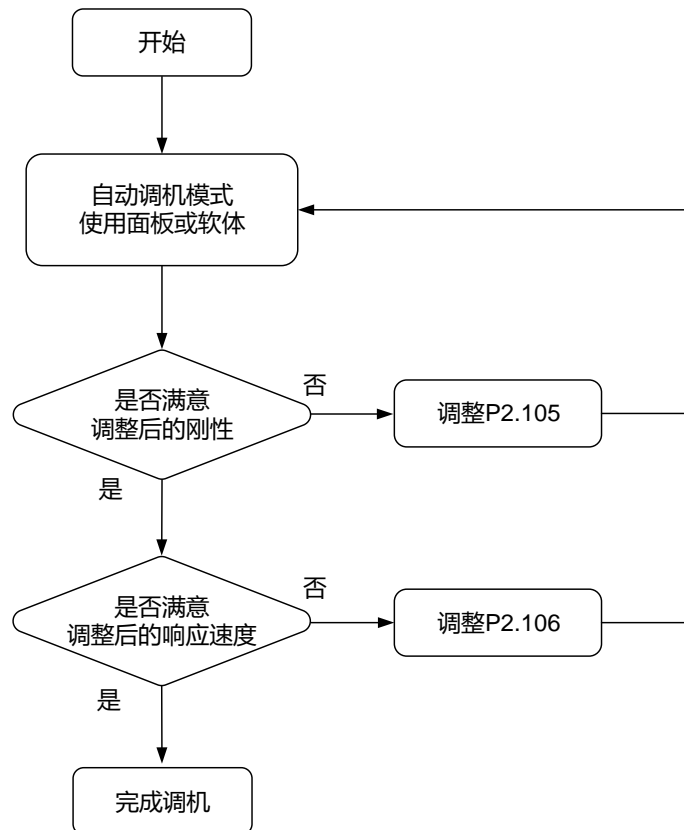 开始
自动调机模式
使用面板或软体
是否满意
调整后的刚性
否
调整P2.105
是
是否满意
调整后的响应速度
否
调整P2.106
是
完成调机